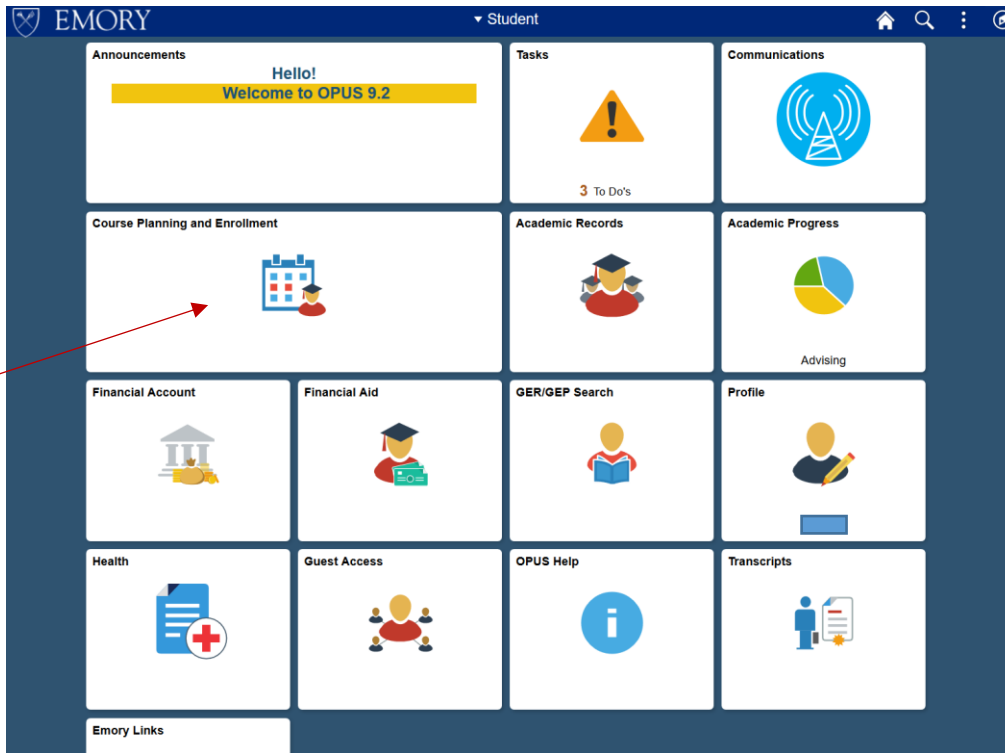 EMORY
Student
Announcements
Hello!
Welcome to OPUS 9.2
Tasks
3 To Do's
Communications
Course Planning and Enrollment
Academic Records
Academic Progress
Advising
Financial Account
Financial Aid
GER/GEP Search
Profile
Health
Guest Access
OPUS Help
Transcripts
Emory Links